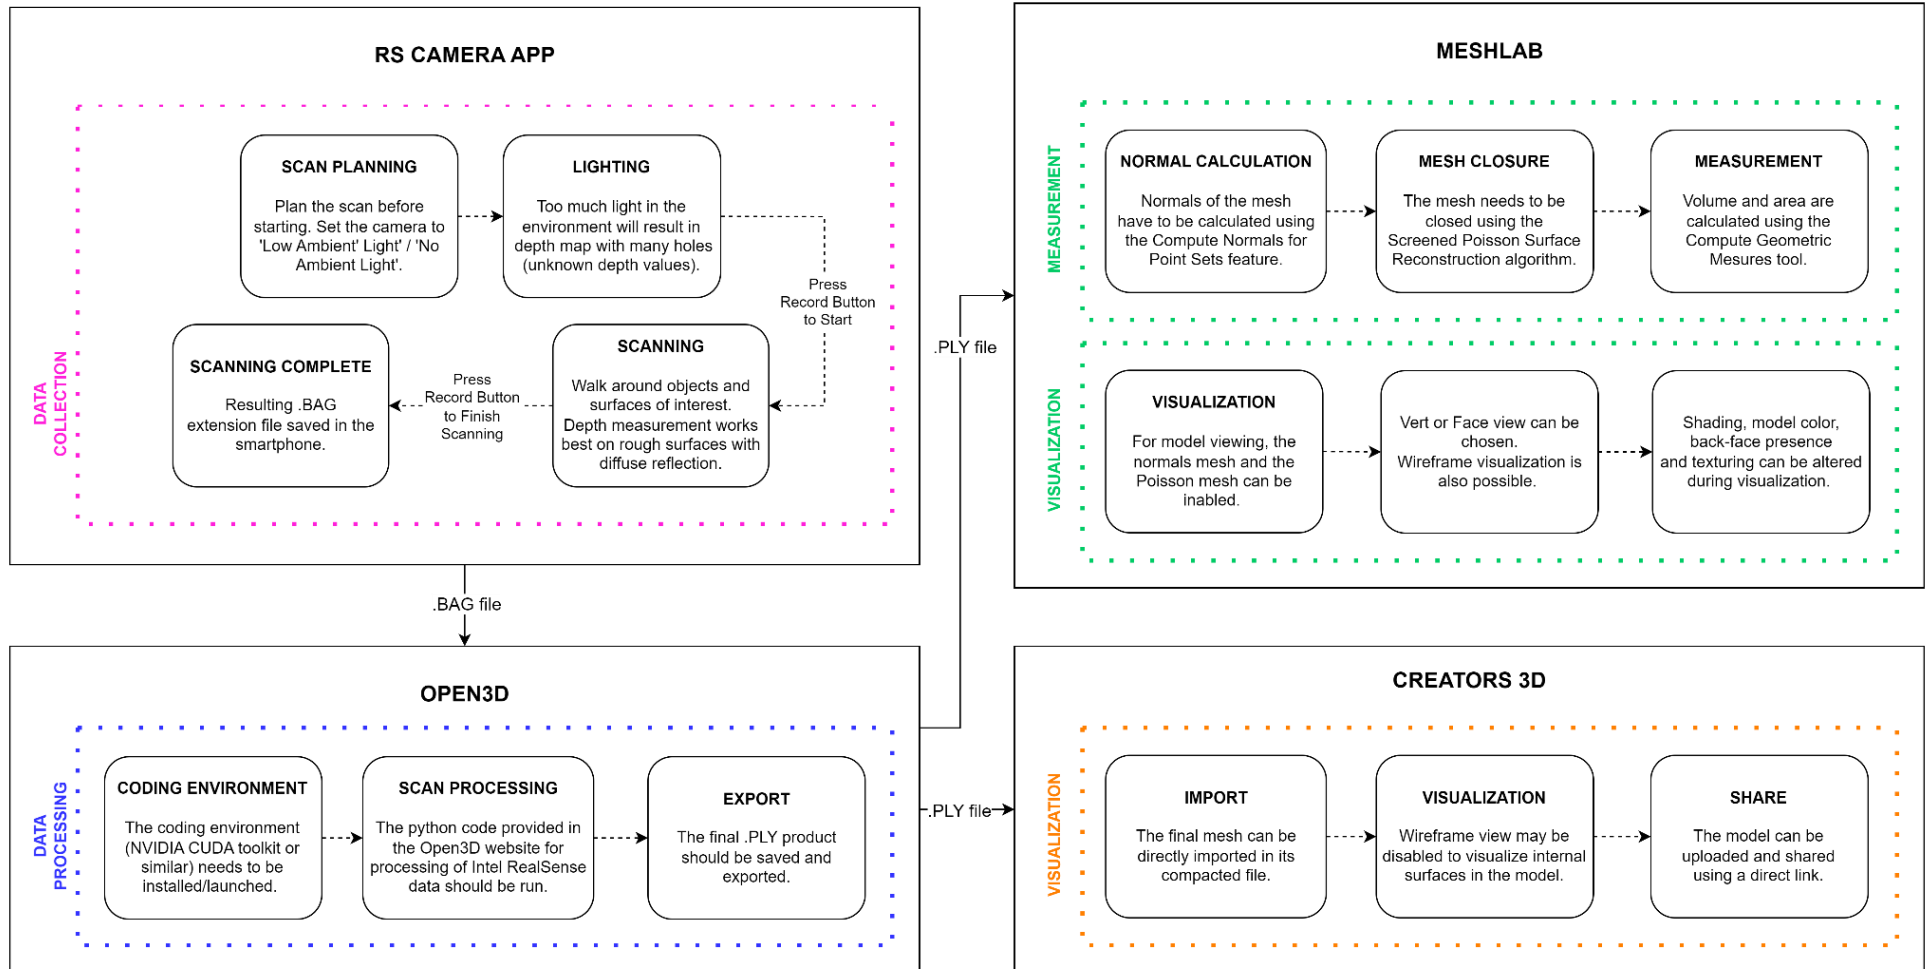 RS CAMERA APP
DATA
COLLECTION
SCAN PLANNING
Plan the scan before
starting. Set the camera to
'Low Ambient' Light' / 'No
Ambient Light'.
LIGHTING
Too much light in the
environment will result in
depth map with many holes
(unknown depth values).
Press
Record Button
to Start
SCANNING
Walk around objects and
surfaces of interest.
Depth measurement works
best on rough surfaces with
diffuse reflection.
Press
Record Button
to Finish
Scanning
SCANNING COMPLETE
Resulting .BAG
extension file saved in the
smartphone.
.BAG file
OPEN3D
DATA
PROCESSING
CODING ENVIRONMENT
The coding environment
(NVIDIA CUDA toolkit or
similar) needs to be
installed/launched.
SCAN PROCESSING
The python code provided in
the Open3D website for
processing of Intel RealSense
data should be run.
EXPORT
The final .PLY product
should be saved and
exported.
.PLY file
MESHLAB
MEASUREMENT
NORMAL CALCULATION
Normals of the mesh
have to be calculated using
the Compute Normals for
Point Sets feature.
MESH CLOSURE
The mesh needs to be
closed using the
Screened Poisson Surface
Reconstruction algorithm.
MEASUREMENT
Volume and area are
calculated using the
Compute Geometric
Mesures tool.
VISUALIZATION
VISUALIZATION
For model viewing, the
normals mesh and the
Poisson mesh can be
inabled.
Vert or Face view can be
chosen.
Wireframe visualization is
also possible.
Shading, model color,
back-face presence
and texturing can be altered
during visualization.
.PLY file
CREATORS 3D
VISUALIZATION
IMPORT
The final mesh can be
directly imported in its
compacted file.
VISUALIZATION
Wireframe view may be
disabled to visualize internal
surfaces in the model.
SHARE
The model can be
uploaded and shared
using a direct link.